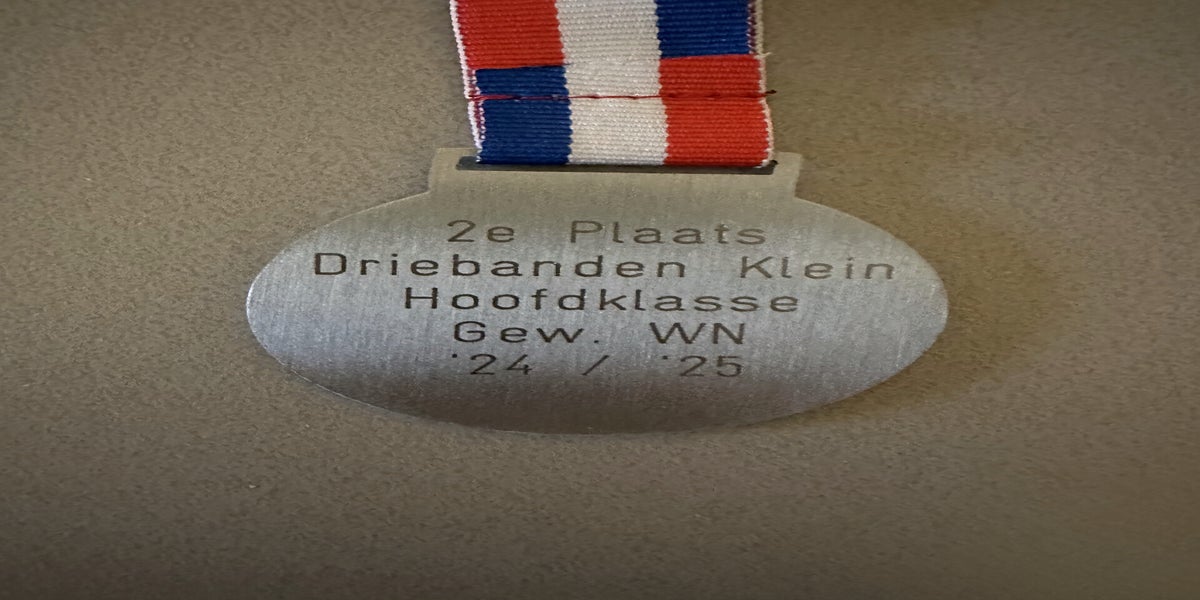 2e Plaats
Driebanden Klein
Hoofdklasse
Gew. WN
'24 / '25